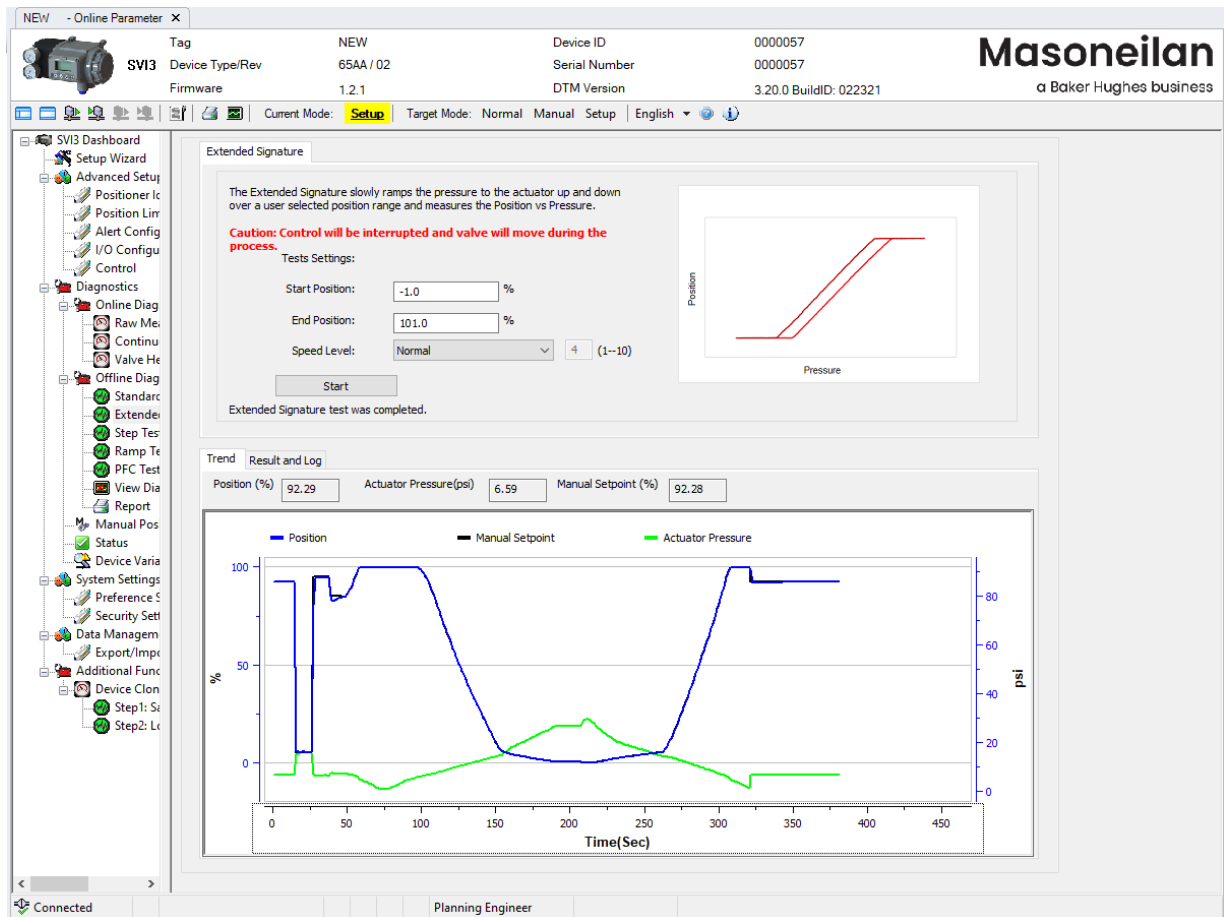 NEW - Online Parameter ×
Tag NEW Device ID 0000057
SVI3 Device Type/Rev 65AA / 02 Serial Number 0000057
Firmware 1.2.1 DTM Version 3.20.0 BuildID: 022321
Masoneilan
a Baker Hughes business
Current Mode: Setup Target Mode: Normal Manual Setup English
SVI3 Dashboard
Setup Wizard
Advanced Setup
Positioner Ic
Position Lim
Alert Config
I/O Configu
Control
Diagnostics
Online Diag
Raw Mea
Continu
Valve He
Offline Diag
Standard
Extended
Step Tes
Ramp Te
PFC Test
View Dia
Report
Manual Pos
Status
Device Varia
System Settings
Preference S
Security Sett
Data Managem
Export/Impo
Additional Func
Device Clon
Step1: Sa
Step2: Lo
Extended Signature
The Extended Signature slowly ramps the pressure to the actuator up and down
over a user selected position range and measures the Position vs Pressure.
Caution: Control will be interrupted and valve will move during the
process.
Tests Settings:
Start Position: -1.0 %
End Position: 101.0 %
Speed Level: Normal 4 (1--10)
Start
Extended Signature test was completed.
Position
Pressure
Trend Result and Log
Position (%) 92.29 Actuator Pressure(psi) 6.59 Manual Setpoint (%) 92.28
Position Manual Setpoint Actuator Pressure
100
50
0
%
80
60
40
20
0
psi
0 50 100 150 200 250 300 350 400 450
Time(Sec)
Connected Planning Engineer